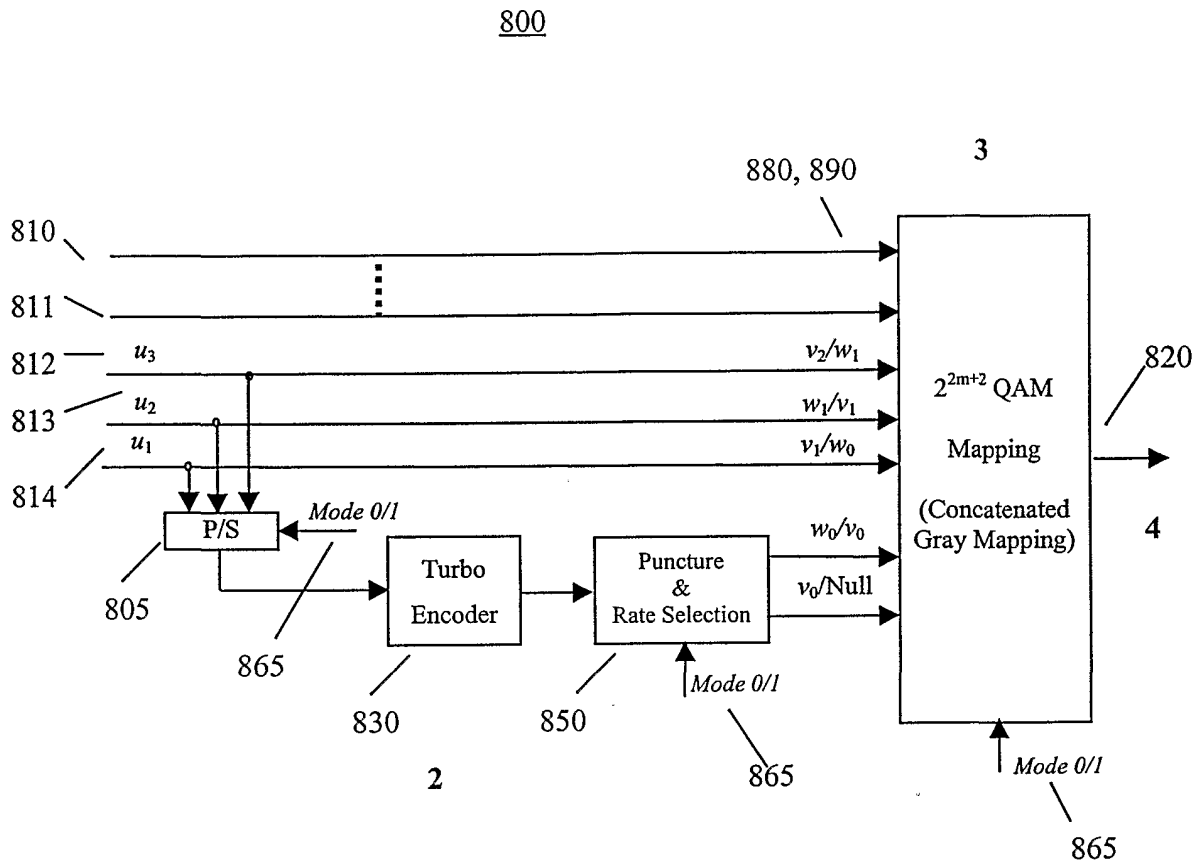 800
3
880, 890
810
811
812
u₃
v₂/w₁
820
813
u₂
w₁/v₁
2²ᵐ⁺² QAM
814
u₁
v₁/w₀
Mapping
(Concatenated
Gray Mapping)
4
P/S
Mode 0/1
805
865
Turbo
Encoder
830
Puncture
&
Rate Selection
850
w₀/v₀
v₀/Null
Mode 0/1
865
2
Mode 0/1
865